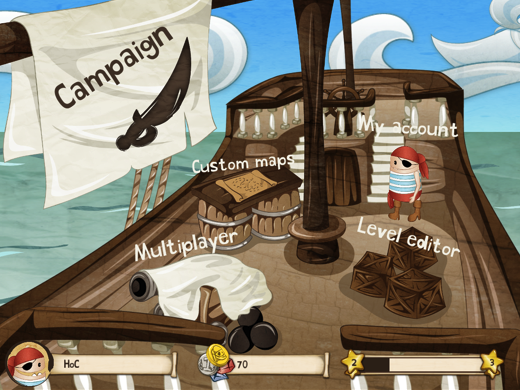 Campaign
My account
Custom maps
Level editor
Multiplayer
HoC
70
2
3